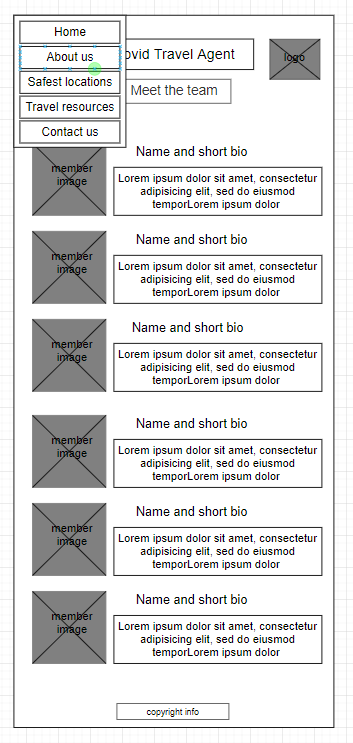 Home
About us
Safest locations
Travel resources
Contact us
ovid Travel Agent
logo
Meet the team
member
image
Name and short bio
Lorem ipsum dolor sit amet, consectetur
adipisicing elit, sed do eiusmod
temporLorem ipsum dolor
member
image
Name and short bio
Lorem ipsum dolor sit amet, consectetur
adipisicing elit, sed do eiusmod
temporLorem ipsum dolor
member
image
Name and short bio
Lorem ipsum dolor sit amet, consectetur
adipisicing elit, sed do eiusmod
temporLorem ipsum dolor
member
image
Name and short bio
Lorem ipsum dolor sit amet, consectetur
adipisicing elit, sed do eiusmod
temporLorem ipsum dolor
member
image
Name and short bio
Lorem ipsum dolor sit amet, consectetur
adipisicing elit, sed do eiusmod
temporLorem ipsum dolor
member
image
Name and short bio
Lorem ipsum dolor sit amet, consectetur
adipisicing elit, sed do eiusmod
temporLorem ipsum dolor
copyright info